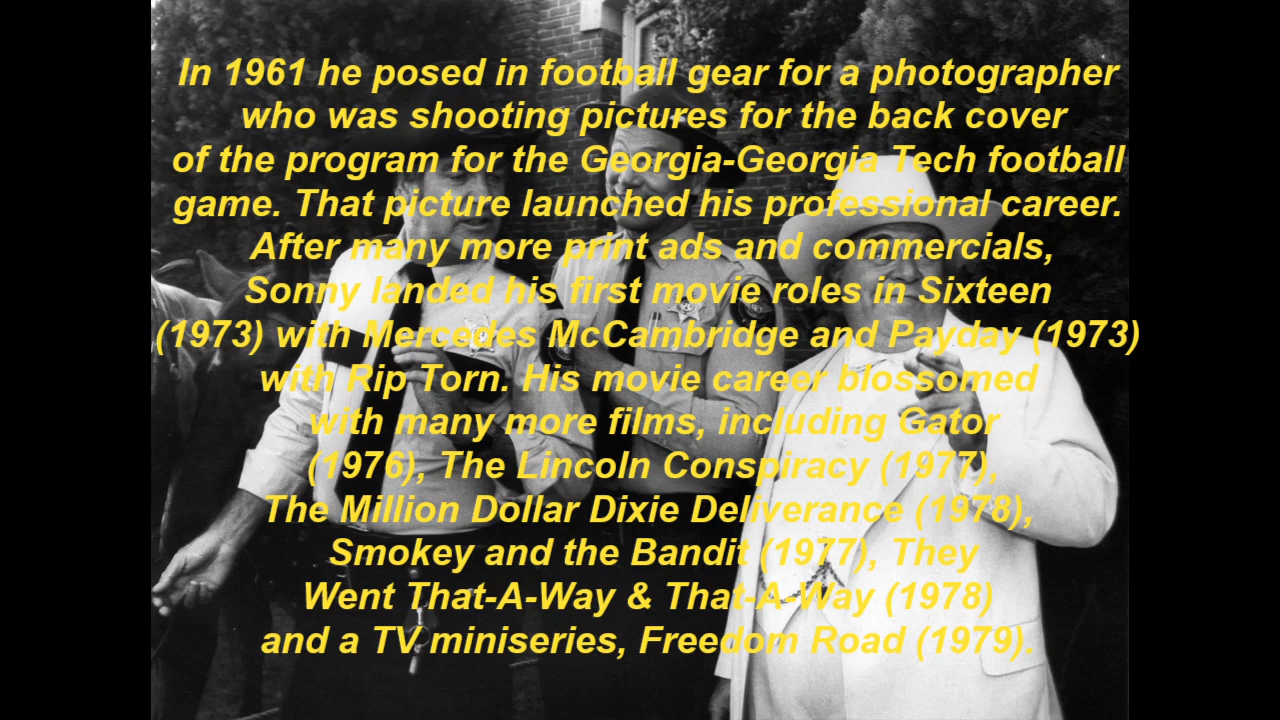 In 1961 he posed in football gear for a photographer
who was shooting pictures for the back cover
of the program for the Georgia-Georgia Tech football
game. That picture launched his professional career.
After many more print ads and commercials,
Sonny landed his first movie roles in Sixteen
(1973) with Mercedes McCambridge and Payday (1973)
with Rip Torn. His movie career blossomed
with many more films, including Gator
(1976), The Lincoln Conspiracy (1977),
The Million Dollar Dixie Deliverance (1978),
Smokey and the Bandit (1977), They
Went That-A-Way & That-A-Way (1978)
and a TV miniseries, Freedom Road (1979).